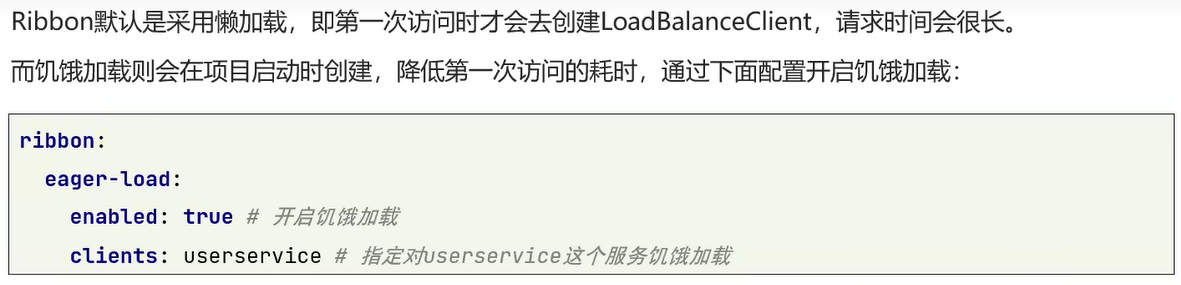 Ribbon默认是采用懒加载，即第一次访问时才会去创建LoadBalanceClient，请求时间会很长。
而饥饿加载则会在项目启动时创建，降低第一次访问的耗时，通过下面配置开启饥饿加载：
ribbon:
  eager-load:
    enabled: true # 开启饥饿加载
    clients: userservice # 指定对userservice这个服务饥饿加载